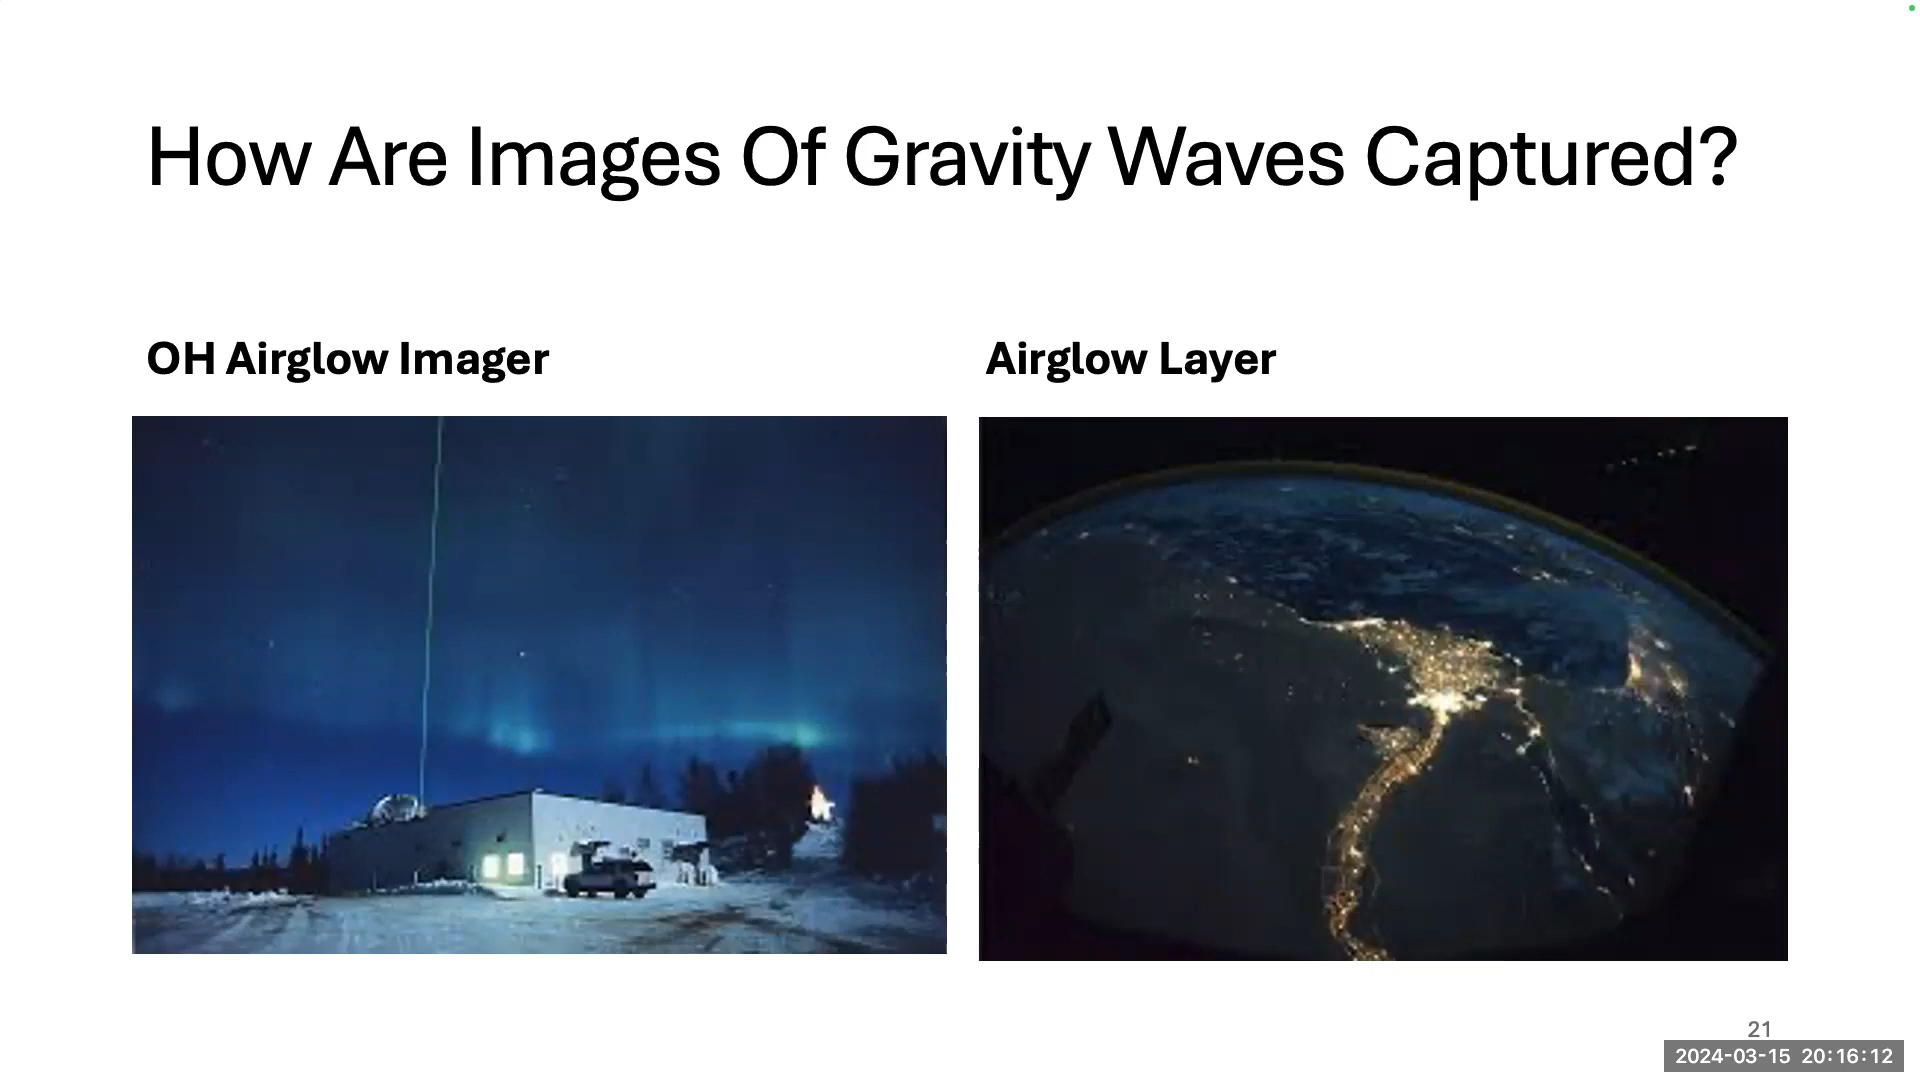 How Are Images Of Gravity Waves Captured?
OH Airglow Imager
Airglow Layer
21
2024-03-15 20:16:12